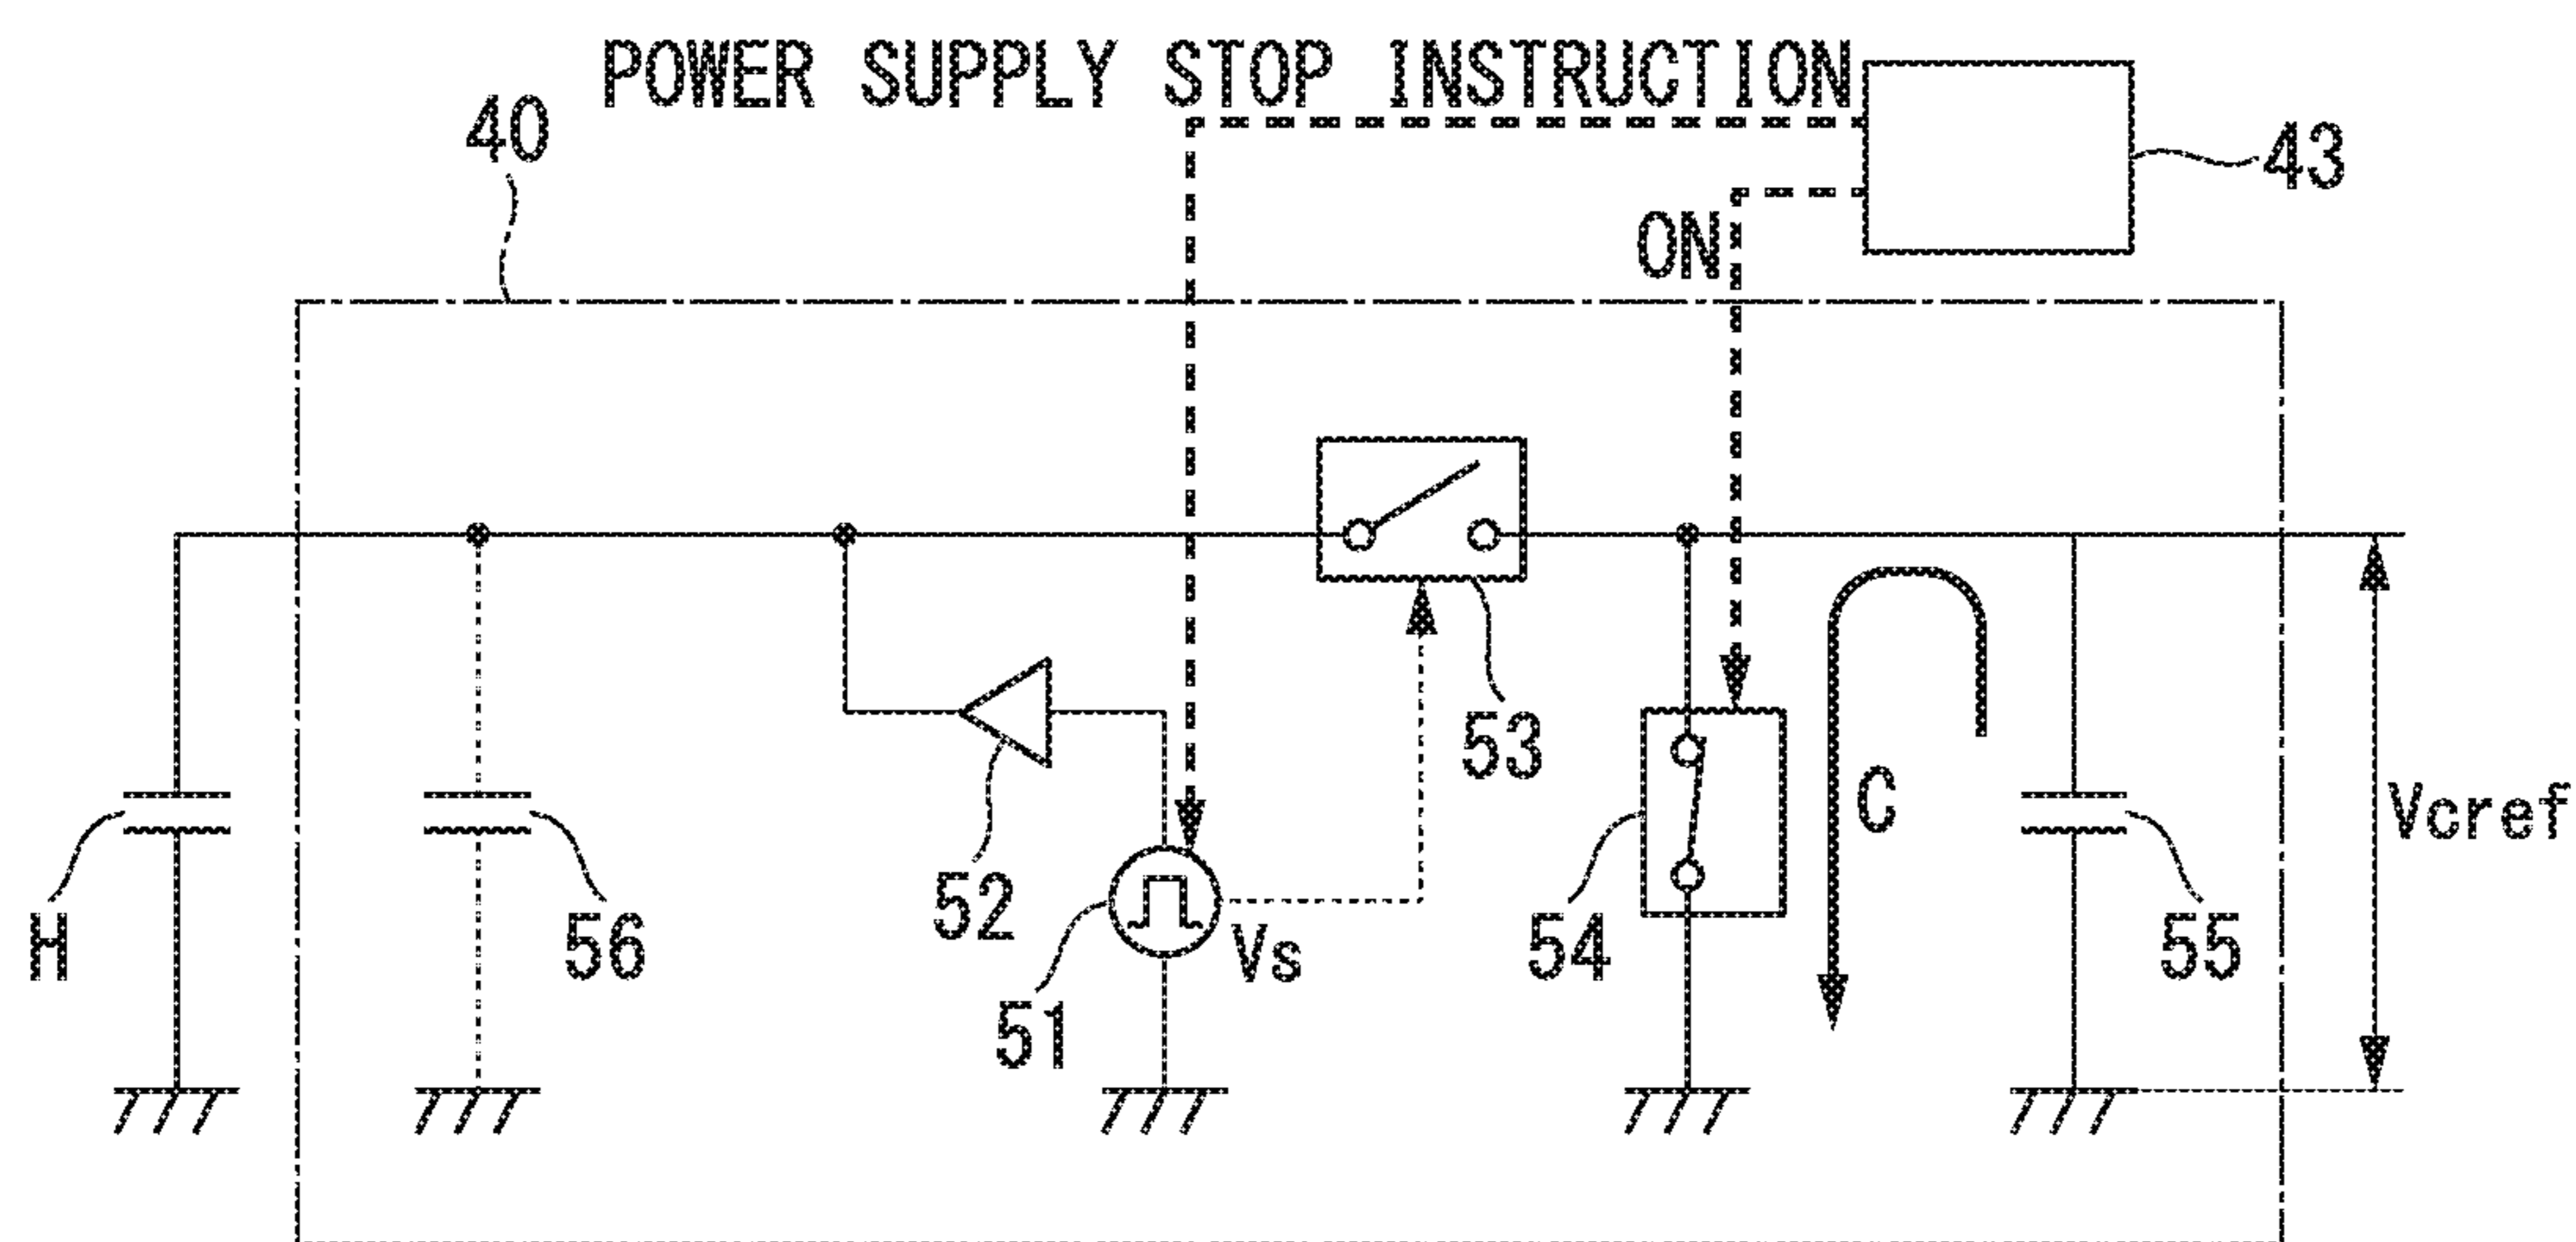 POWER SUPPLY STOP INSTRUCTION
40
43
ON
53
C
Vcref
H
56
52
51
Vs
54
55